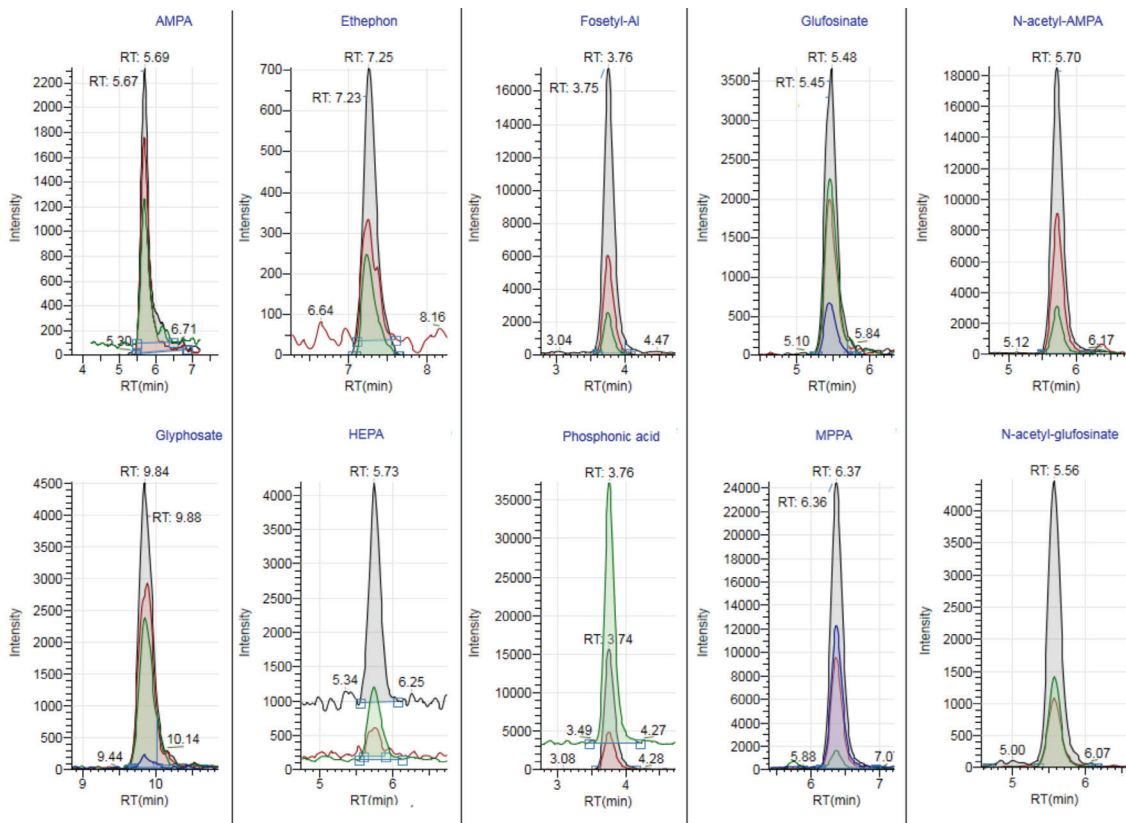 AMPA
RT: 5.69
RT: 5.67
5.30
6.71
2200
2000
1800
1600
1400
1200
1000
800
600
400
200
0
4 5 6 7
Intensity
RT(min)
Ethephon
RT: 7.25
RT: 7.23
6.64
8.16
700
600
500
400
300
200
100
0
7 8
Intensity
RT(min)
Fosetyl-Al
RT: 3.76
RT: 3.75
3.04
4.47
16000
14000
12000
10000
8000
6000
4000
2000
0
3 4
Intensity
RT(min)
Glufosinate
RT: 5.48
RT: 5.45
5.10
5.84
3500
3000
2500
2000
1500
1000
500
0
5 6
Intensity
RT(min)
N-acetyl-AMPA
RT: 5.70
5.12
6.17
18000
16000
14000
12000
10000
8000
6000
4000
2000
0
5 6
Intensity
RT(min)
Glyphosate
RT: 9.84
RT: 9.88
9.44
10.14
4500
4000
3500
3000
2500
2000
1500
1000
500
0
9 10
Intensity
RT(min)
HEPA
RT: 5.73
5.34
6.25
4000
3500
3000
2500
2000
1500
1000
500
0
5 6
Intensity
RT(min)
Phosphonic acid
RT: 3.76
RT: 3.74
3.49
4.27
3.08
4.28
35000
30000
25000
20000
15000
10000
5000
0
3 4
Intensity
RT(min)
MPPA
RT: 6.37
RT: 6.36
5.88
7.0
24000
22000
20000
18000
16000
14000
12000
10000
8000
6000
4000
2000
0
6 7
Intensity
RT(min)
N-acetyl-glufosinate
RT: 5.56
5.00
6.07
4000
3500
3000
2500
2000
1500
1000
500
0
5 6
Intensity
RT(min)